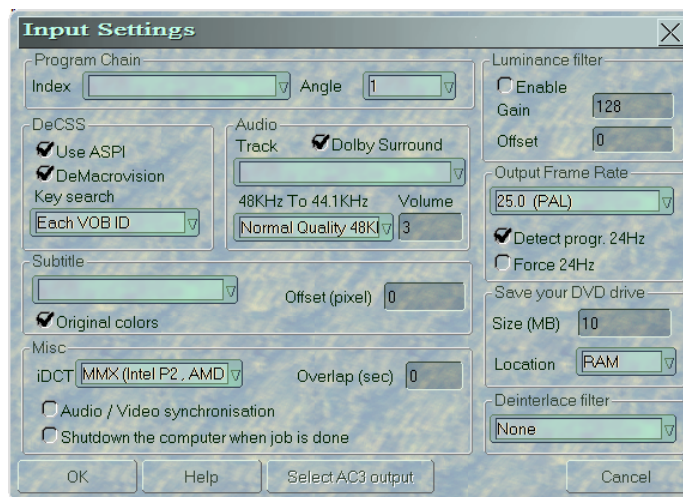 Input Settings
Program Chain
Index
Angle 1
DeCSS
Use ASPI
DeMacrovision
Key search
Each VOB ID
Audio
Track Dolby Surround
48KHz To 44.1KHz Volume
Normal Quality 48K 3
Subtitle
Offset (pixel) 0
Original colors
Misc
iDCT MMX (Intel P2 , AMD
Overlap (sec) 0
Audio / Video synchronisation
Shutdown the computer when job is done
Luminance filter
Enable
Gain 128
Offset 0
Output Frame Rate
25.0 (PAL)
Detect progr. 24Hz
Force 24Hz
Save your DVD drive
Size (MB) 10
Location RAM
Deinterlace filter
None
OK Help Select AC3 output Cancel